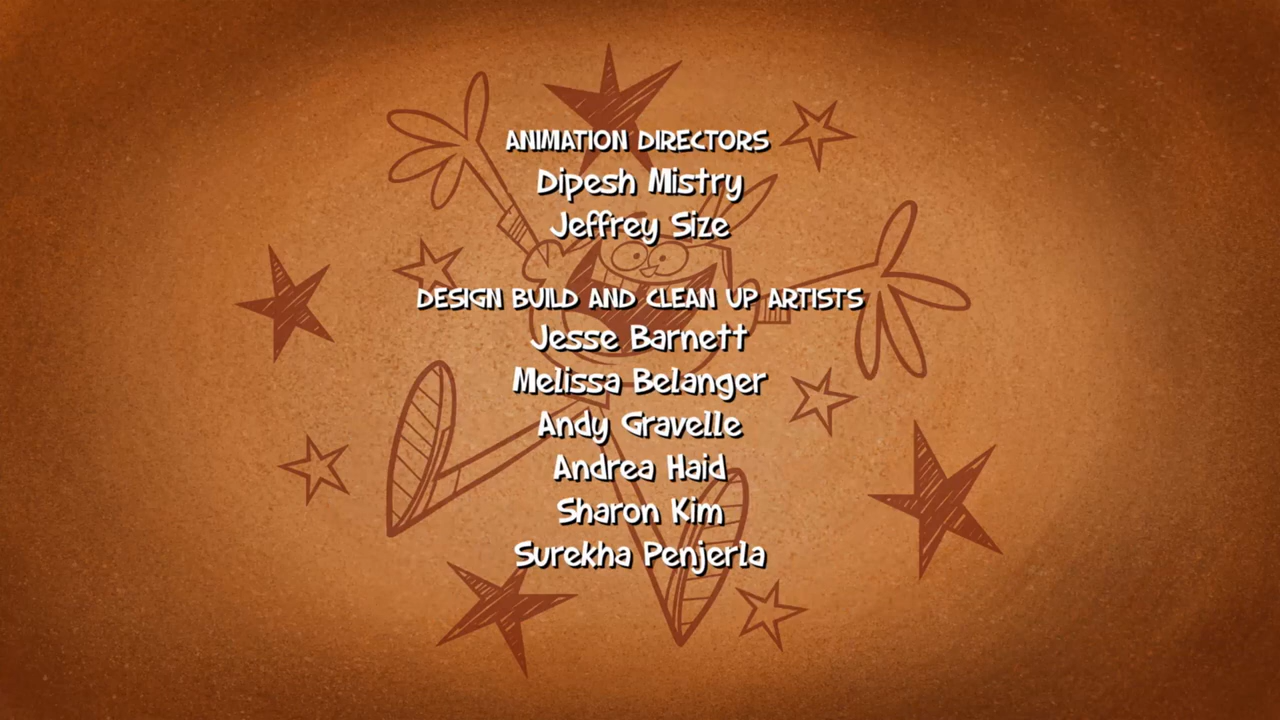 ANIMATION DIRECTORS
Dipesh Mistry
Jeffrey Size
DESIGN BUILD AND CLEAN UP ARTISTS
Jesse Barnett
Melissa Belanger
Andy Gravelle
Andrea Haid
Sharon Kim
Surekha Penjerla